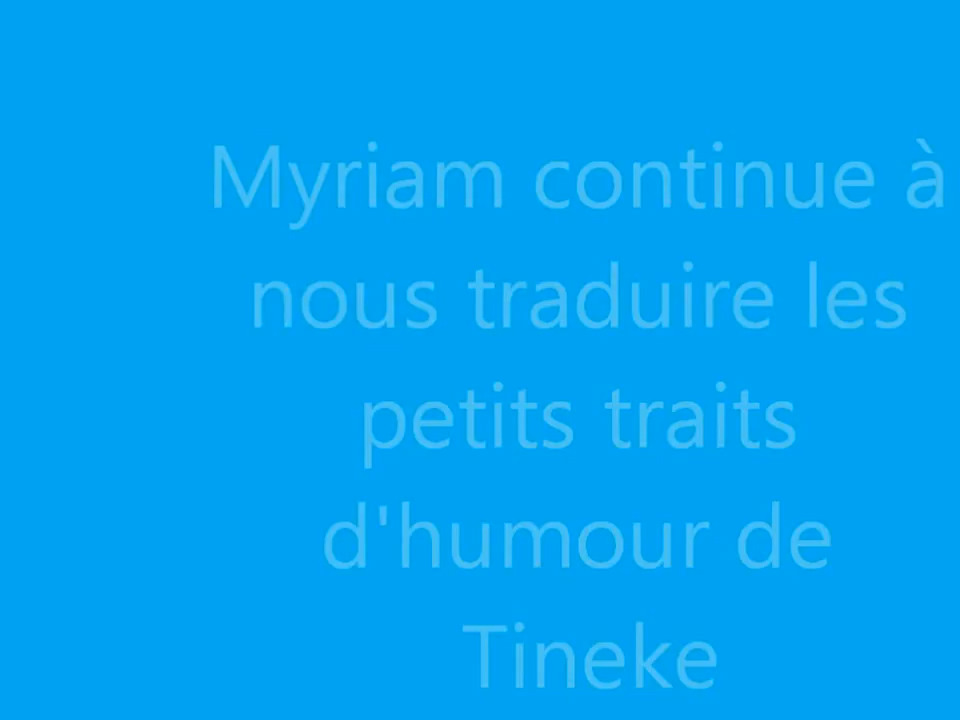 Myriam continue à
nous traduire les
petits traits
d'humour de
Tineke